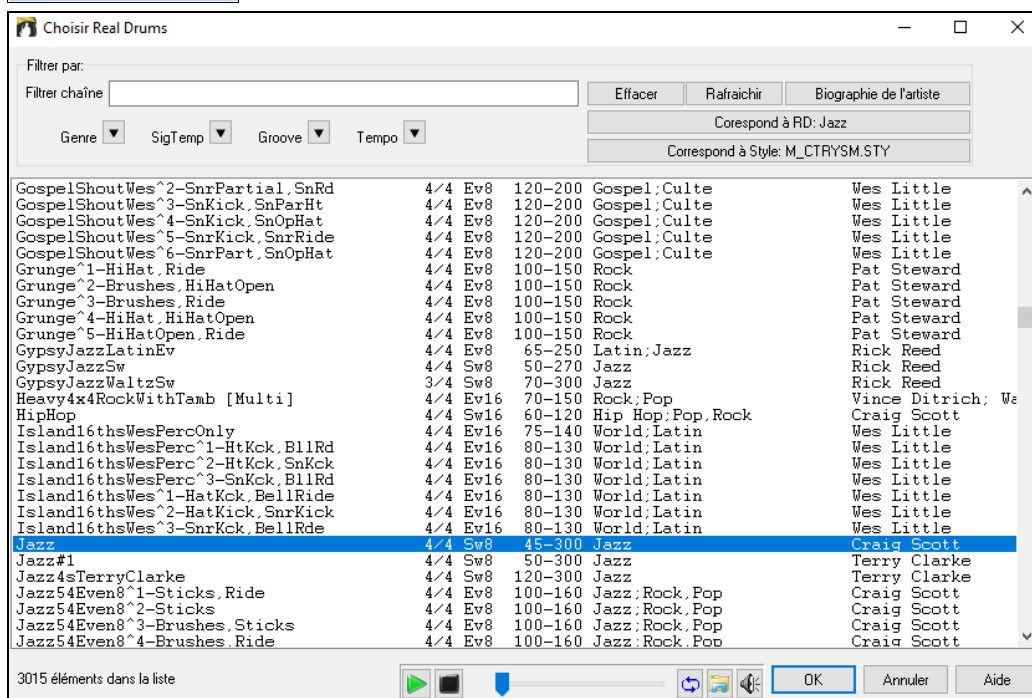 Choisir Real Drums
Filtrer par:
Filtrer chaîne Effacer Rafraichir Biographie de l'artiste
Corespond à RD: Jazz
Genre SigTemp Groove Tempo
Correspond à Style: M_CTRYSM.STY
GospelShoutWes^2-SnrPartial,SnRd 4/4 Ev8 120-200 Gospel;Culte Wes Little
GospelShoutWes^3-SnKick,SnParHt 4/4 Ev8 120-200 Gospel;Culte Wes Little
GospelShoutWes^4-SnKick,SnOpHat 4/4 Ev8 120-200 Gospel;Culte Wes Little
GospelShoutWes^5-SnrKick,SnrRide 4/4 Ev8 120-200 Gospel;Culte Wes Little
GospelShoutWes^6-SnrPart,SnOpHat 4/4 Ev8 120-200 Gospel;Culte Wes Little
Grunge^1-HiHat,Ride 4/4 Ev8 100-150 Rock Pat Steward
Grunge^2-Brushes,HiHatOpen 4/4 Ev8 100-150 Rock Pat Steward
Grunge^3-Brushes,Ride 4/4 Ev8 100-150 Rock Pat Steward
Grunge^4-HiHat,HiHatOpen 4/4 Ev8 100-150 Rock Pat Steward
Grunge^5-HiHatOpen,Ride 4/4 Ev8 100-150 Rock Pat Steward
GypsyJazzLatinEv 4/4 Ev8 65-250 Latin;Jazz Rick Reed
GypsyJazzSw 4/4 Sw8 50-270 Jazz Rick Reed
GypsyJazzWaltzSw 3/4 Sw8 70-300 Jazz Rick Reed
Heavy4x4RockWithTamb [Multi] 4/4 Ev16 70-150 Rock;Pop Vince Ditrich; Wa
HipHop 4/4 Sw16 60-120 Hip Hop;Pop,Rock Craig Scott
Island16thsWesPercOnly 4/4 Ev16 75-140 World;Latin Wes Little
Island16thsWesPerc^1-HtKck,BllRd 4/4 Ev16 80-130 World;Latin Wes Little
Island16thsWesPerc^2-HtKck,SnKck 4/4 Ev16 80-130 World;Latin Wes Little
Island16thsWesPerc^3-SnKck,BllRd 4/4 Ev16 80-130 World;Latin Wes Little
Island16thsWes^1-HatKck,BellRide 4/4 Ev16 80-130 World;Latin Wes Little
Island16thsWes^2-HatKick,SnrKick 4/4 Ev16 80-130 World;Latin Wes Little
Island16thsWes^3-SnrKck,BellRde 4/4 Ev16 80-130 World;Latin Wes Little
Jazz 4/4 Sw8 45-300 Jazz Craig Scott
Jazz#1 4/4 Sw8 50-300 Jazz Terry Clarke
Jazz4sTerryClarke 4/4 Sw8 120-300 Jazz Terry Clarke
Jazz54Even8^1-Sticks,Ride 4/4 Ev8 100-160 Jazz;Rock,Pop Craig Scott
Jazz54Even8^2-Sticks 4/4 Ev8 100-160 Jazz;Rock,Pop Craig Scott
Jazz54Even8^3-Brushes,Sticks 4/4 Ev8 100-160 Jazz;Rock,Pop Craig Scott
Jazz54Even8^4-Brushes,Ride 4/4 Ev8 100-160 Jazz;Rock,Pop Craig Scott
3015 éléments dans la liste OK Annuler Aide